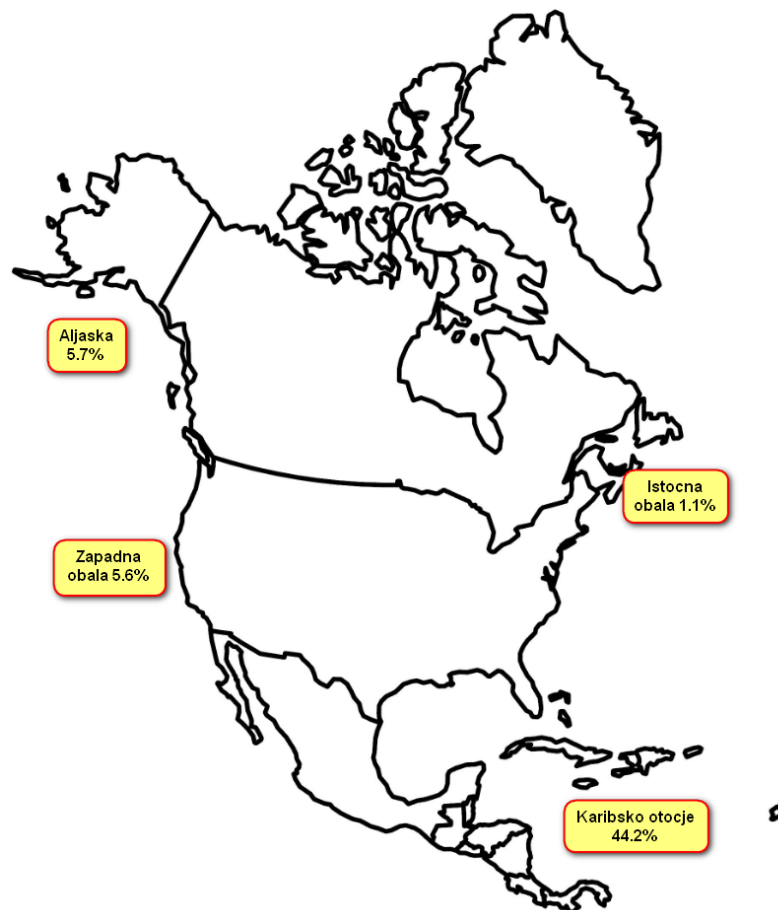 Aljaska
5.7%
Istocna
obala 1.1%
Zapadna
obala 5.6%
Karibsko otocje
44.2%